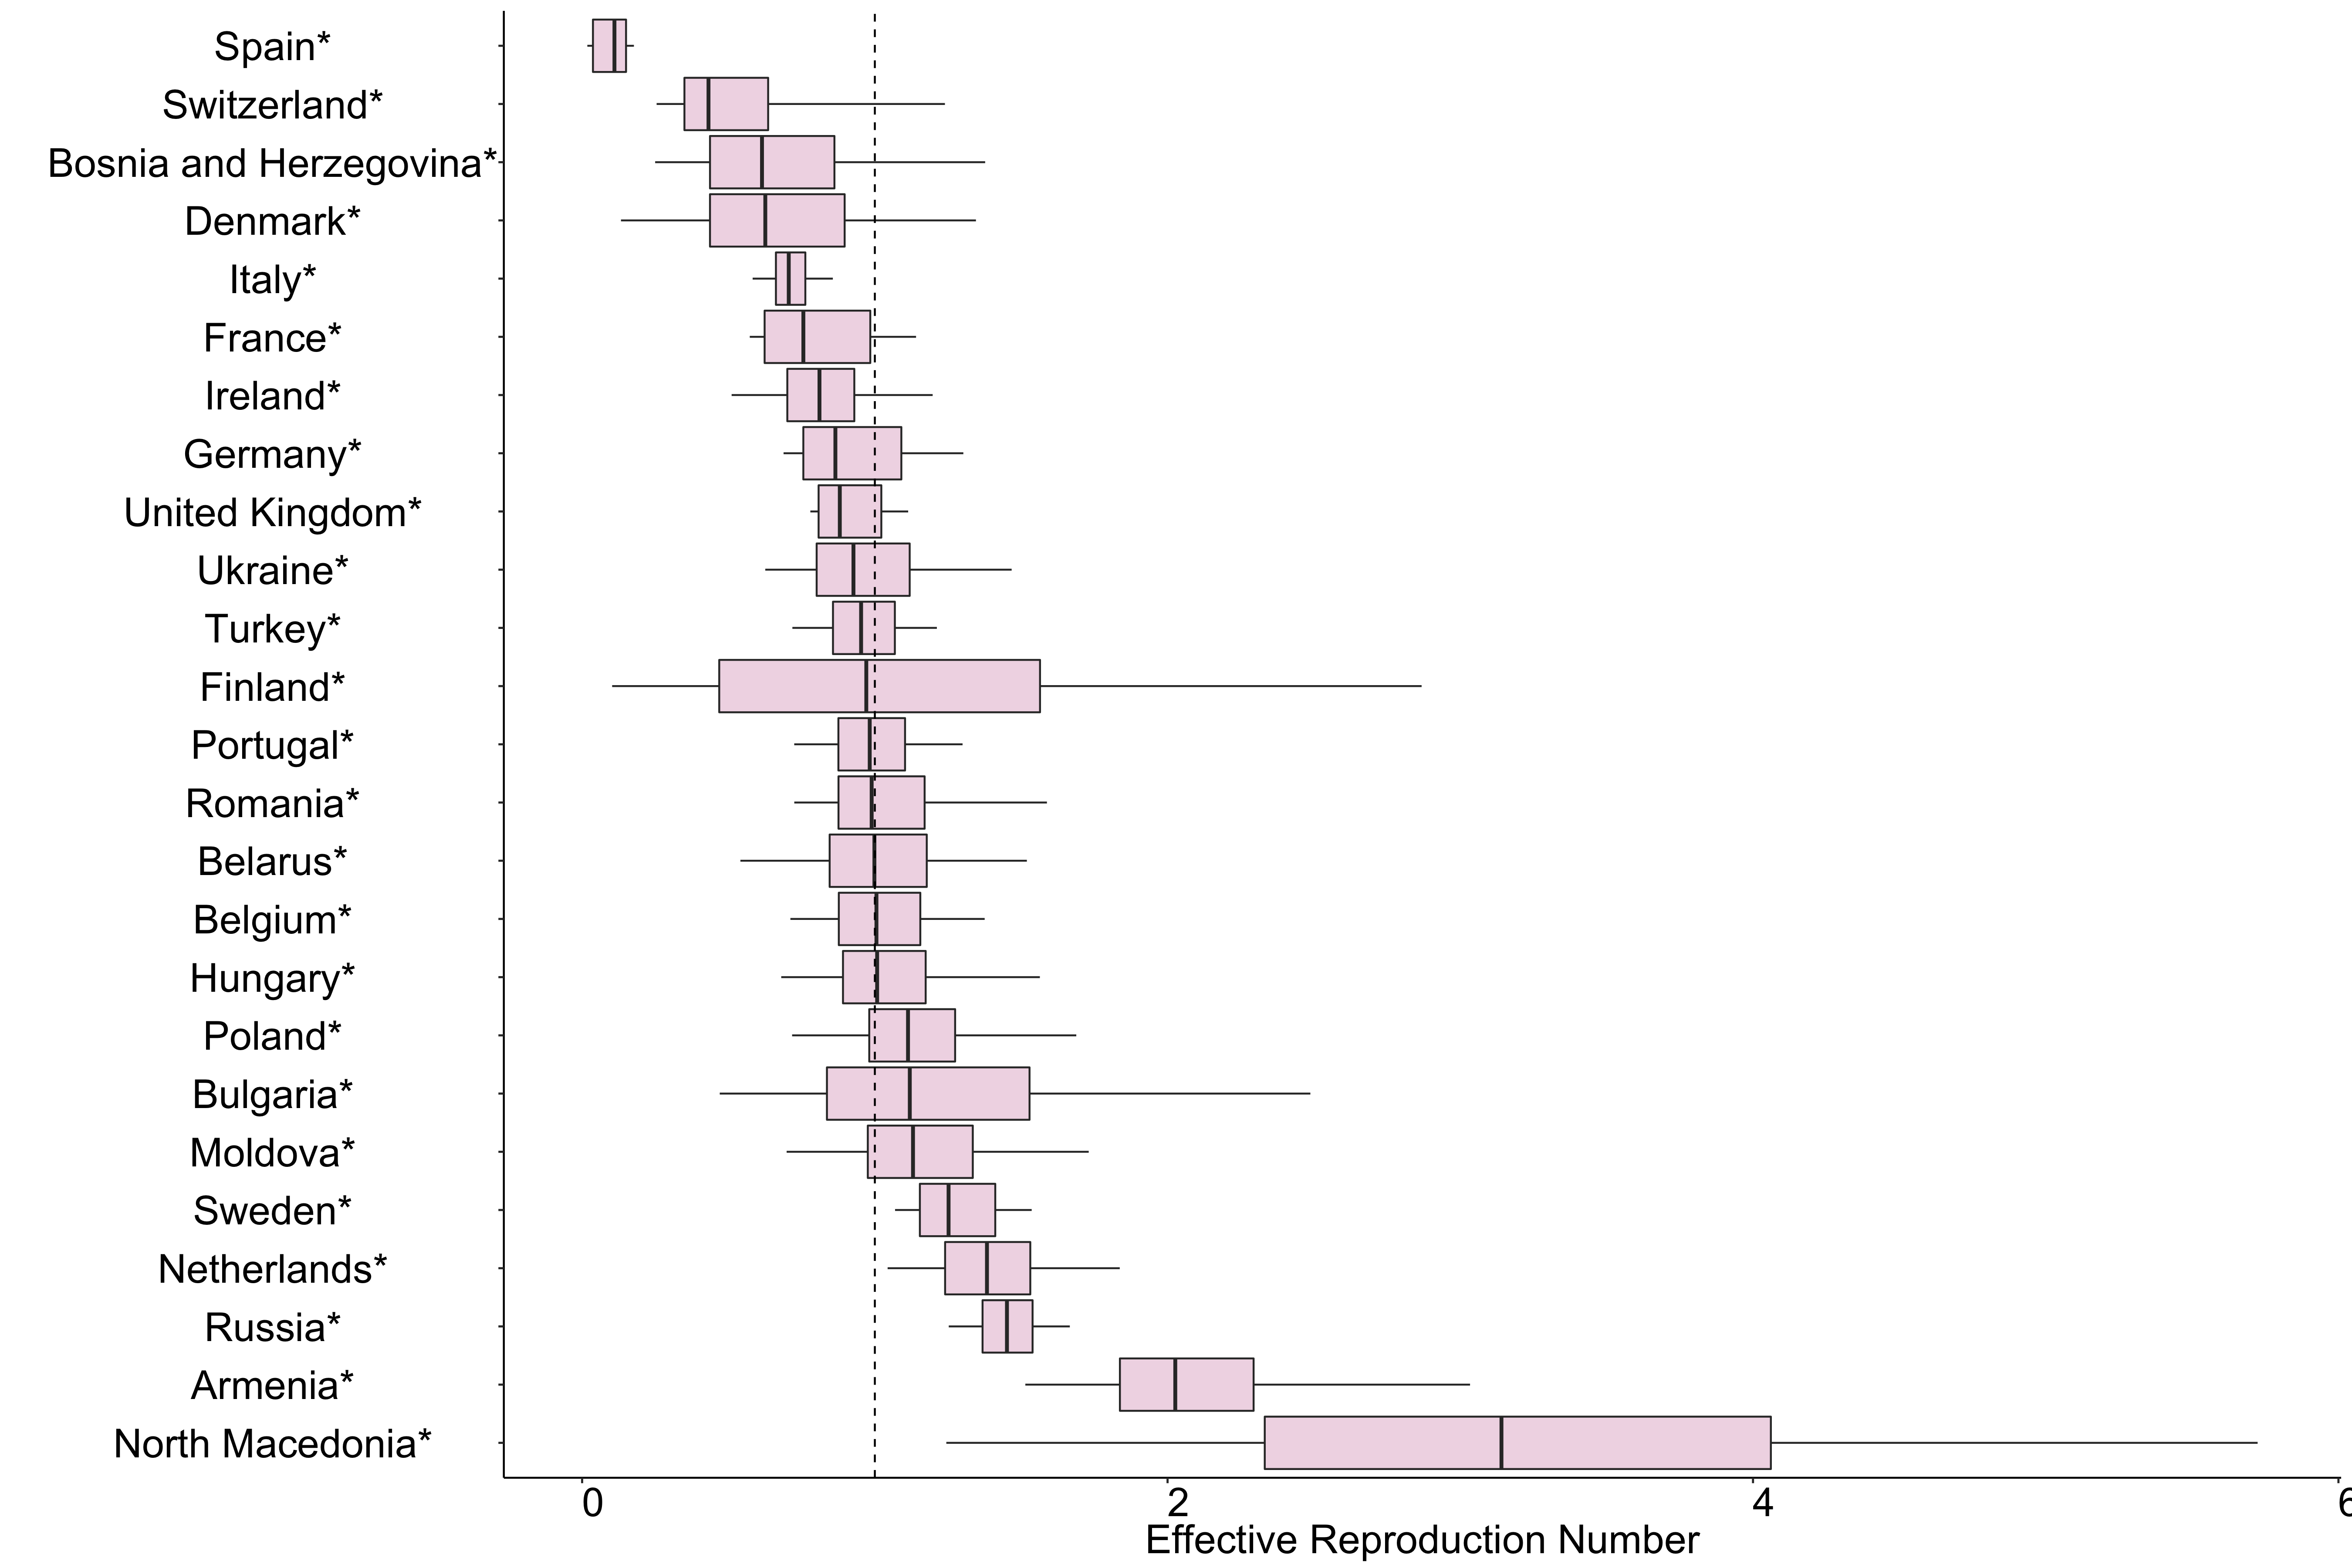 Spain*
Switzerland*
Bosnia and Herzegovina*
Denmark*
Italy*
France*
Ireland*
Germany*
United Kingdom*
Ukraine*
Turkey*
Finland*
Portugal*
Romania*
Belarus*
Belgium*
Hungary*
Poland*
Bulgaria*
Moldova*
Sweden*
Netherlands*
Russia*
Armenia*
North Macedonia*
0 2 4 6
Effective Reproduction Number